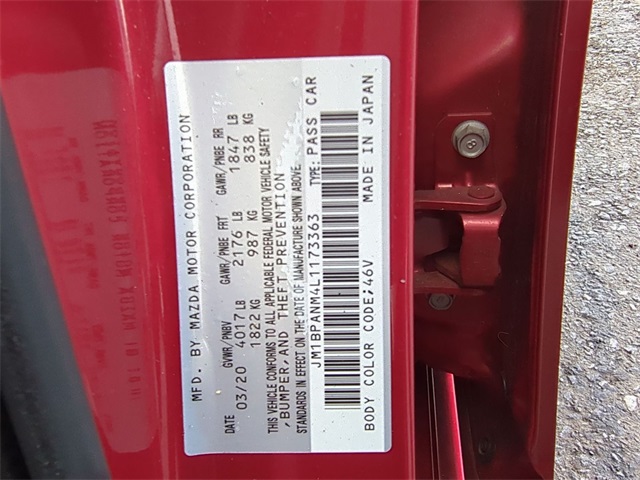 MFD. BY MAZDA MOTOR CORPORATION
DATE GVWR/PNBV GAWR/PNBE FRT GAWR/PNBE RR
03/20 4017 LB 2176 LB 1847 LB
1822 KG 987 KG 838 KG
THIS VEHICLE CONFORMS TO ALL APPLICABLE FEDERAL MOTOR VEHICLE SAFETY
, BUMPER, AND THEFT PREVENTION
STANDARDS IN EFFECT ON THE DATE OF MANUFACTURE SHOWN ABOVE.
JM1BPANM4L1173363 TYPE: PASS CAR
BODY COLOR CODE;46V MADE IN JAPAN